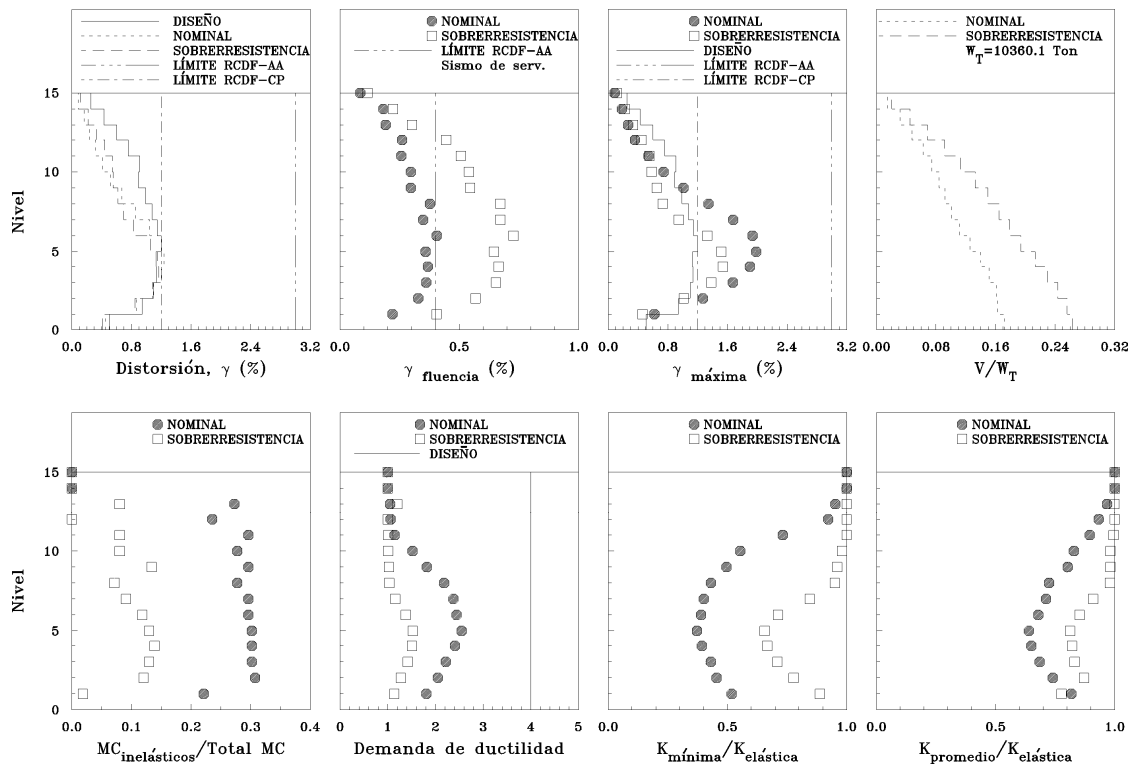 DISEÑO
NOMINAL
SOBRERRESISTENCIA
LÍMITE RCDF-AA
LÍMITE RCDF-CP
Nivel
15
10
5
0
0.0 0.8 1.6 2.4 3.2
Distorsión, γ (%)
NOMINAL
SOBRERRESISTENCIA
LÍMITE RCDF-AA
Sismo de serv.
0.0 0.5 1.0
γ fluencia (%)
NOMINAL
SOBRERRESISTENCIA
DISEÑO
LÍMITE RCDF-AA
LÍMITE RCDF-CP
0.0 0.8 1.6 2.4 3.2
γ máxima (%)
NOMINAL
SOBRERRESISTENCIA
W_T=10360.1 Ton
0.00 0.08 0.16 0.24 0.32
V/W_T
NOMINAL
SOBRERRESISTENCIA
Nivel
15
10
5
0
0.0 0.1 0.2 0.3 0.4
MC inelásticos/Total MC
NOMINAL
SOBRERRESISTENCIA
DISEÑO
0 1 2 3 4 5
Demanda de ductilidad
NOMINAL
SOBRERRESISTENCIA
0.0 0.5 1.0
K mínima/K elástica
NOMINAL
SOBRERRESISTENCIA
0.0 0.5 1.0
K promedio/K elástica